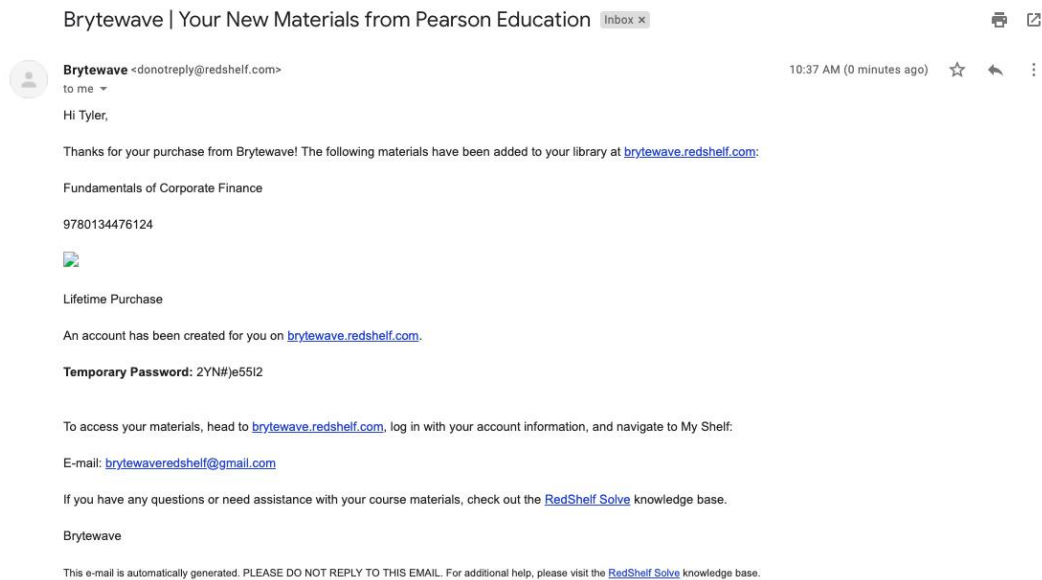 Brytewave | Your New Materials from Pearson Education Inbox ×
Brytewave <donotreply@redshelf.com> 10:37 AM (0 minutes ago)
to me
Hi Tyler,
Thanks for your purchase from Brytewave! The following materials have been added to your library at brytewave.redshelf.com:
Fundamentals of Corporate Finance
9780134476124
Lifetime Purchase
An account has been created for you on brytewave.redshelf.com.
Temporary Password: 2YN#)e55I2
To access your materials, head to brytewave.redshelf.com, log in with your account information, and navigate to My Shelf:
E-mail: brytewaveredshelf@gmail.com
If you have any questions or need assistance with your course materials, check out the RedShelf Solve knowledge base.
Brytewave
This e-mail is automatically generated. PLEASE DO NOT REPLY TO THIS EMAIL. For additional help, please visit the RedShelf Solve knowledge base.